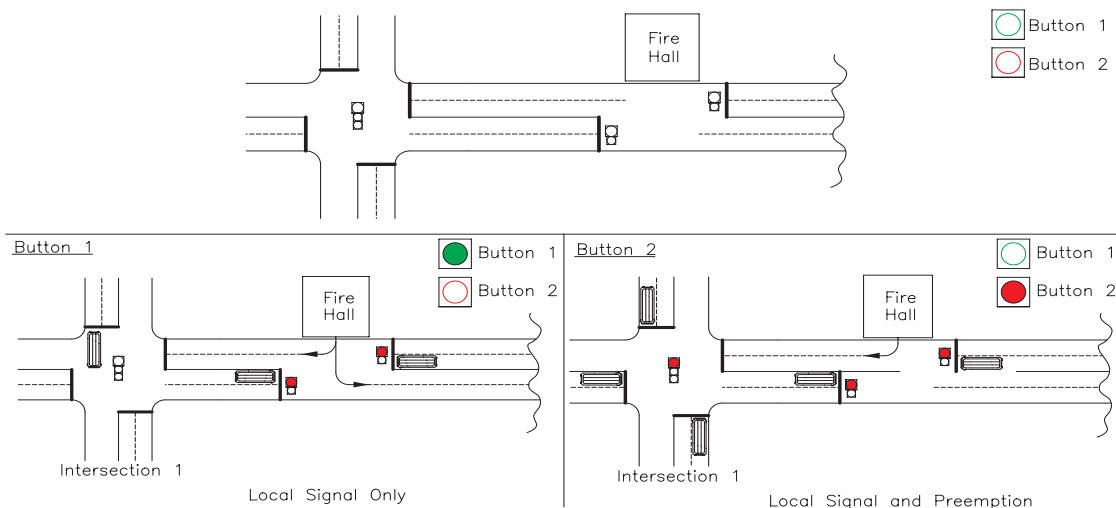 Fire
Hall
Button 1
Button 2
Button 1
Button 1
Button 2
Fire
Hall
Intersection 1
Local Signal Only
Button 2
Button 1
Button 2
Fire
Hall
Intersection 1
Local Signal and Preemption